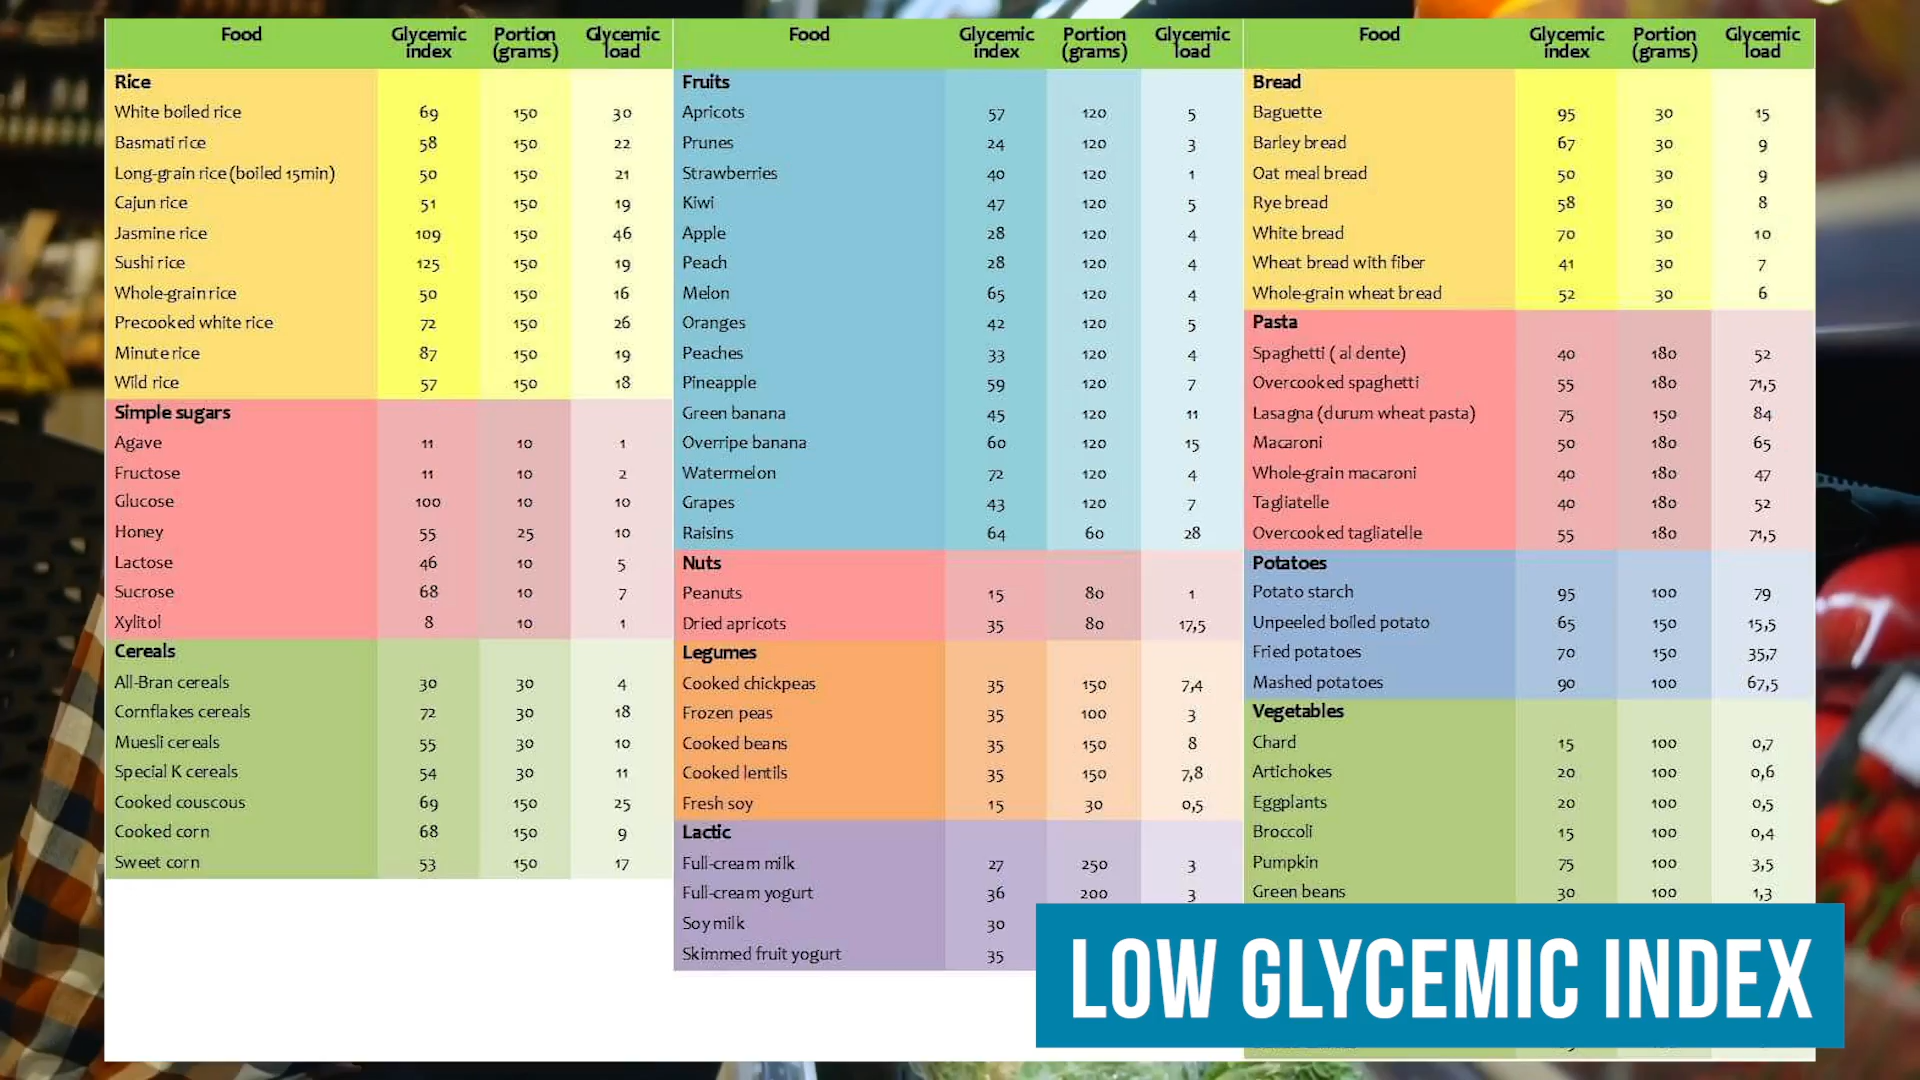 Food Glycemic index Portion (grams) Glycemic load
Rice
White boiled rice 69 150 30
Basmati rice 58 150 22
Long-grain rice (boiled 15min) 50 150 21
Cajun rice 51 150 19
Jasmine rice 109 150 46
Sushi rice 125 150 19
Whole-grain rice 50 150 16
Precooked white rice 72 150 26
Minute rice 87 150 19
Wild rice 57 150 18
Simple sugars
Agave 11 10 1
Fructose 11 10 2
Glucose 100 10 10
Honey 55 25 10
Lactose 46 10 5
Sucrose 68 10 7
Xylitol 8 10 1
Cereals
All-Bran cereals 30 30 4
Cornflakes cereals 72 30 18
Muesli cereals 55 30 10
Special K cereals 54 30 11
Cooked couscous 69 150 25
Cooked corn 68 150 9
Sweet corn 53 150 17
Food Glycemic index Portion (grams) Glycemic load
Fruits
Apricots 57 120 5
Prunes 24 120 3
Strawberries 40 120 1
Kiwi 47 120 5
Apple 28 120 4
Peach 28 120 4
Melon 65 120 4
Oranges 42 120 5
Peaches 33 120 4
Pineapple 59 120 7
Green banana 45 120 11
Overripe banana 60 120 15
Watermelon 72 120 4
Grapes 43 120 7
Raisins 64 60 28
Nuts
Peanuts 15 80 1
Dried apricots 35 80 17,5
Legumes
Cooked chickpeas 35 150 7,4
Frozen peas 35 100 3
Cooked beans 35 150 8
Cooked lentils 35 150 7,8
Fresh soy 15 30 0,5
Lactic
Full-cream milk 27 250 3
Full-cream yogurt 36 200 3
Soy milk 30
Skimmed fruit yogurt 35
Food Glycemic index Portion (grams) Glycemic load
Bread
Baguette 95 30 15
Barley bread 67 30 9
Oat meal bread 50 30 9
Rye bread 58 30 8
White bread 70 30 10
Wheat bread with fiber 41 30 7
Whole-grain wheat bread 52 30 6
Pasta
Spaghetti ( al dente) 40 180 52
Overcooked spaghetti 55 180 71,5
Lasagna (durum wheat pasta) 75 150 84
Macaroni 50 180 65
Whole-grain macaroni 40 180 47
Tagliatelle 40 180 52
Overcooked tagliatelle 55 180 71,5
Potatoes
Potato starch 95 100 79
Unpeeled boiled potato 65 150 15,5
Fried potatoes 70 150 35,7
Mashed potatoes 90 100 67,5
Vegetables
Chard 15 100 0,7
Artichokes 20 100 0,6
Eggplants 20 100 0,5
Broccoli 15 100 0,4
Pumpkin 75 100 3,5
Green beans 30 100 1,3
LOW GLYCEMIC INDEX